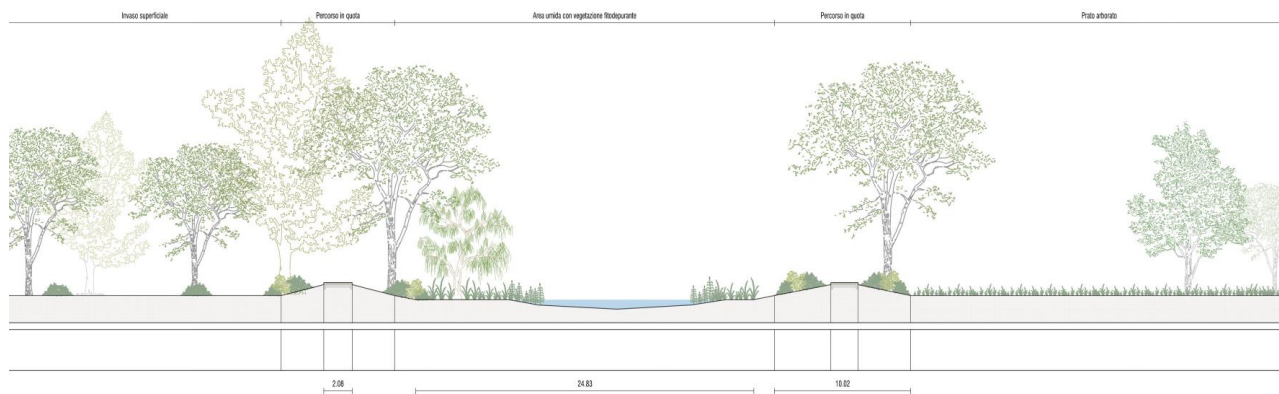 Invaso superficiale
Percorso in quota
Area umida con vegetazione fitodepurante
Percorso in quota
Prato arborato
2.08
24.83
10.02